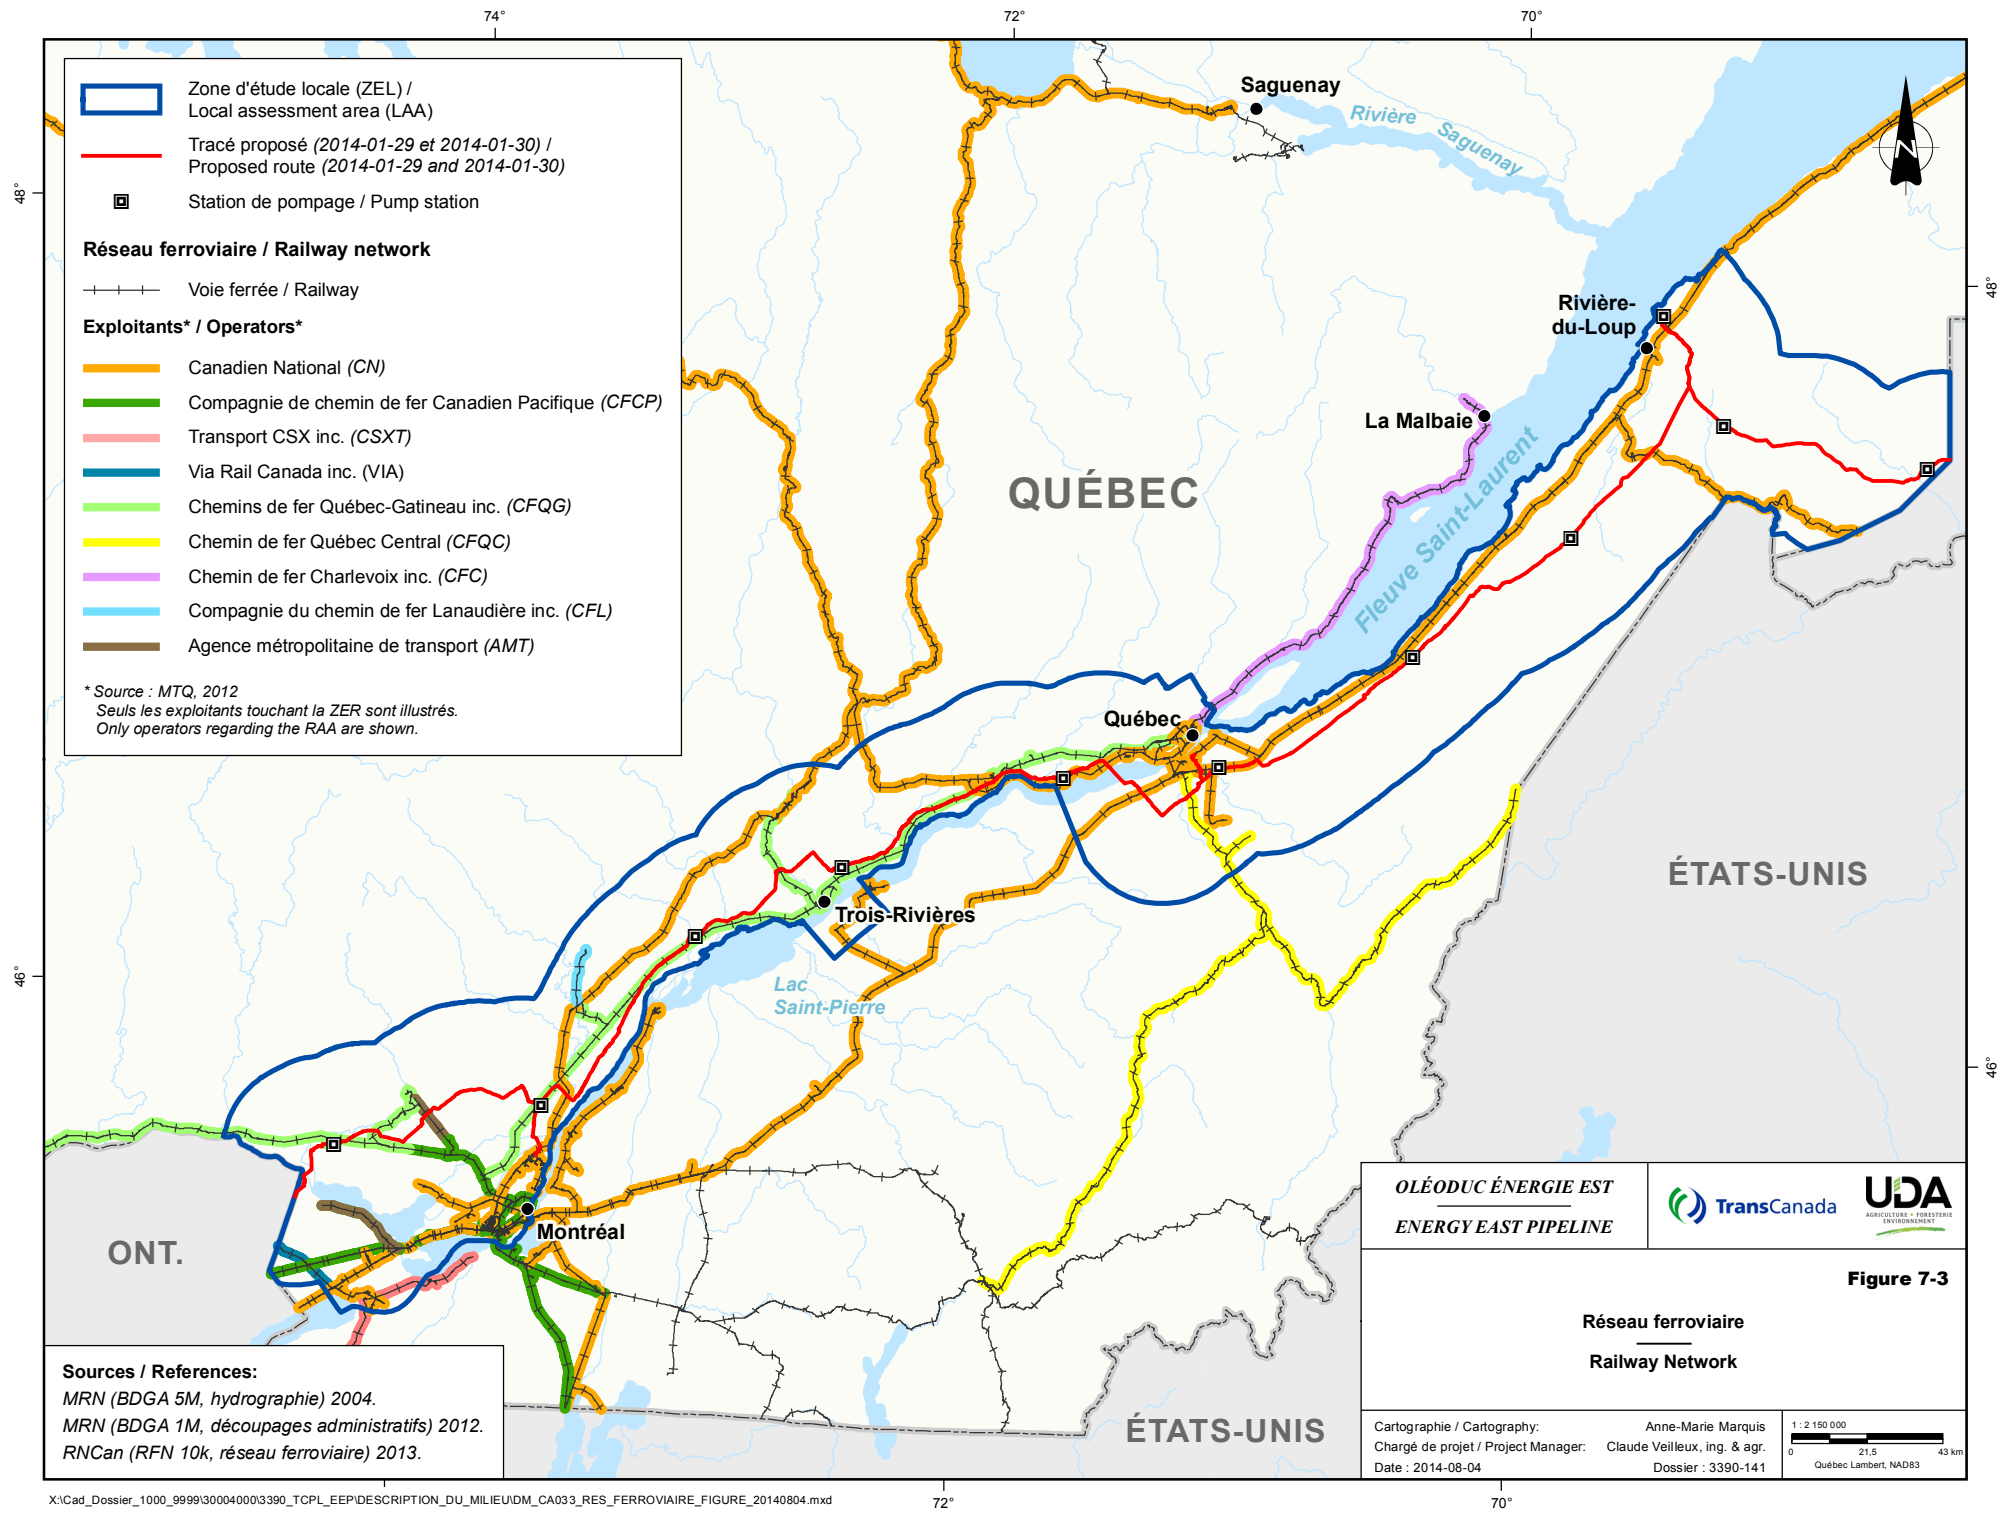 74°
72°
70°
48°
48°
46°
46°
72°
70°
Zone d'étude locale (ZEL) /
Local assessment area (LAA)
Tracé proposé (2014-01-29 et 2014-01-30) /
Proposed route (2014-01-29 and 2014-01-30)
Station de pompage / Pump station
Réseau ferroviaire / Railway network
Voie ferrée / Railway
Exploitants* / Operators*
Canadien National (CN)
Compagnie de chemin de fer Canadien Pacifique (CFCP)
Transport CSX inc. (CSXT)
Via Rail Canada inc. (VIA)
Chemins de fer Québec-Gatineau inc. (CFQG)
Chemin de fer Québec Central (CFQC)
Chemin de fer Charlevoix inc. (CFC)
Compagnie du chemin de fer Lanaudière inc. (CFL)
Agence métropolitaine de transport (AMT)
* Source : MTQ, 2012
Seuls les exploitants touchant la ZER sont illustrés.
Only operators regarding the RAA are shown.
Saguenay
Rivière Saguenay
N
Rivière-
du-Loup
La Malbaie
QUÉBEC
Fleuve Saint-Laurent
Québec
ÉTATS-UNIS
Trois-Rivières
Lac
Saint-Pierre
Montréal
ONT.
ÉTATS-UNIS
Sources / References:
MRN (BDGA 5M, hydrographie) 2004.
MRN (BDGA 1M, découpages administratifs) 2012.
RNCan (RFN 10k, réseau ferroviaire) 2013.
OLÉODUC ÉNERGIE EST
ENERGY EAST PIPELINE
TransCanada
UDA
AGRICULTURE • FORESTERIE
ENVIRONNEMENT
Figure 7-3
Réseau ferroviaire
Railway Network
Cartographie / Cartography: Anne-Marie Marquis
Chargé de projet / Project Manager: Claude Veilleux, ing. & agr.
Date : 2014-08-04 Dossier : 3390-141
1 : 2 150 000
0 21,5 43 km
Québec Lambert, NAD83
X:\Cad_Dossier_1000_9999\30004000\3390_TCPL_EEP\DESCRIPTION_DU_MILIEU\DM_CA033_RES_FERROVIAIRE_FIGURE_20140804.mxd